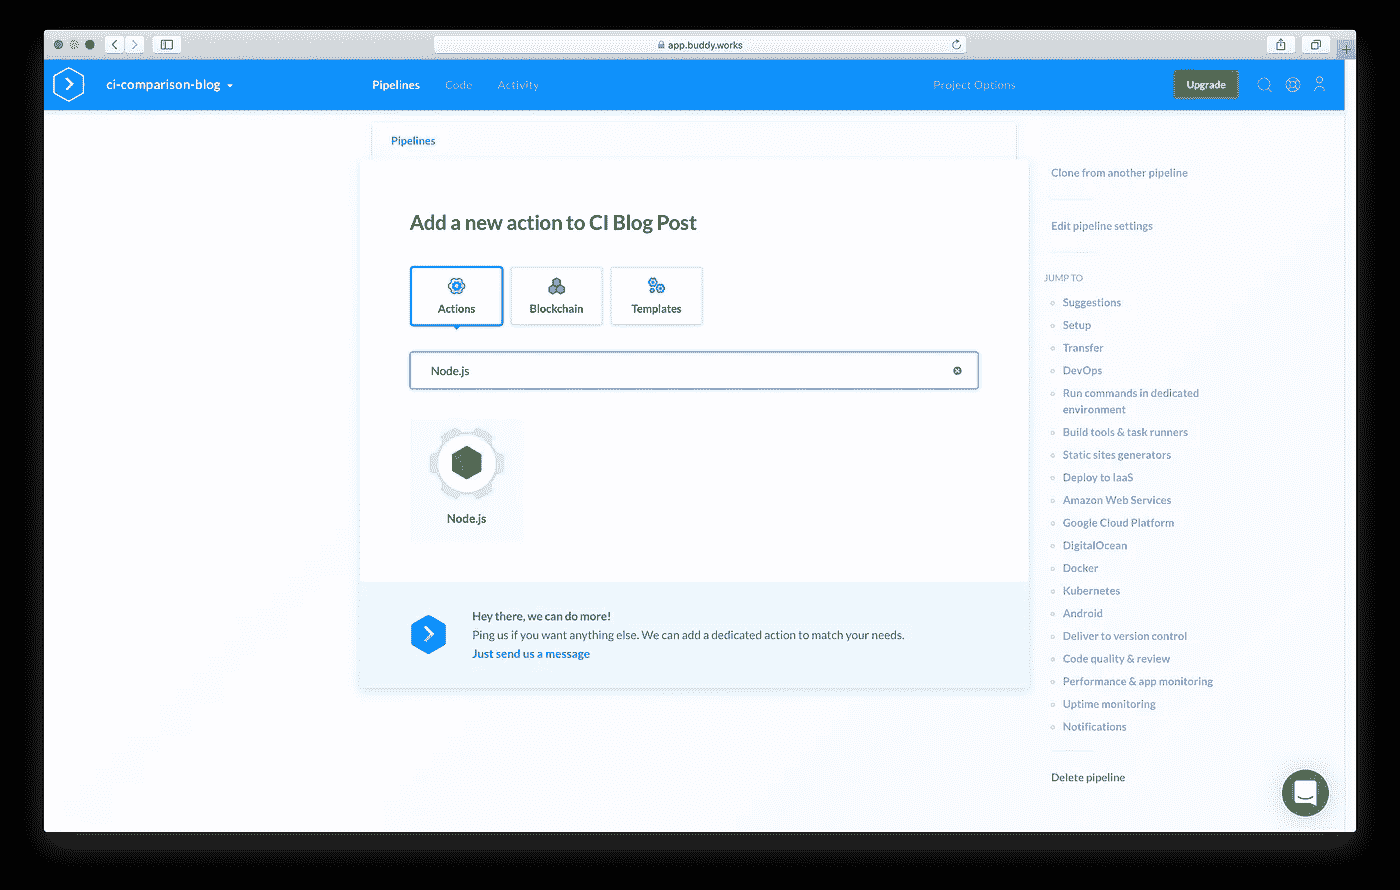 app.buddy.works
ci-comparison-blog
Pipelines
Code
Activity
Project Options
Upgrade
Pipelines
Add a new action to CI Blog Post
Actions
Blockchain
Templates
Node.js
Node.js
Hey there, we can do more!
Ping us if you want anything else. We can add a dedicated action to match your needs.
Just send us a message
Clone from another pipeline
Edit pipeline settings
JUMP TO
Suggestions
Setup
Transfer
DevOps
Run commands in dedicated
environment
Build tools & task runners
Static sites generators
Deploy to IaaS
Amazon Web Services
Google Cloud Platform
DigitalOcean
Docker
Kubernetes
Android
Deliver to version control
Code quality & review
Performance & app monitoring
Uptime monitoring
Notifications
Delete pipeline